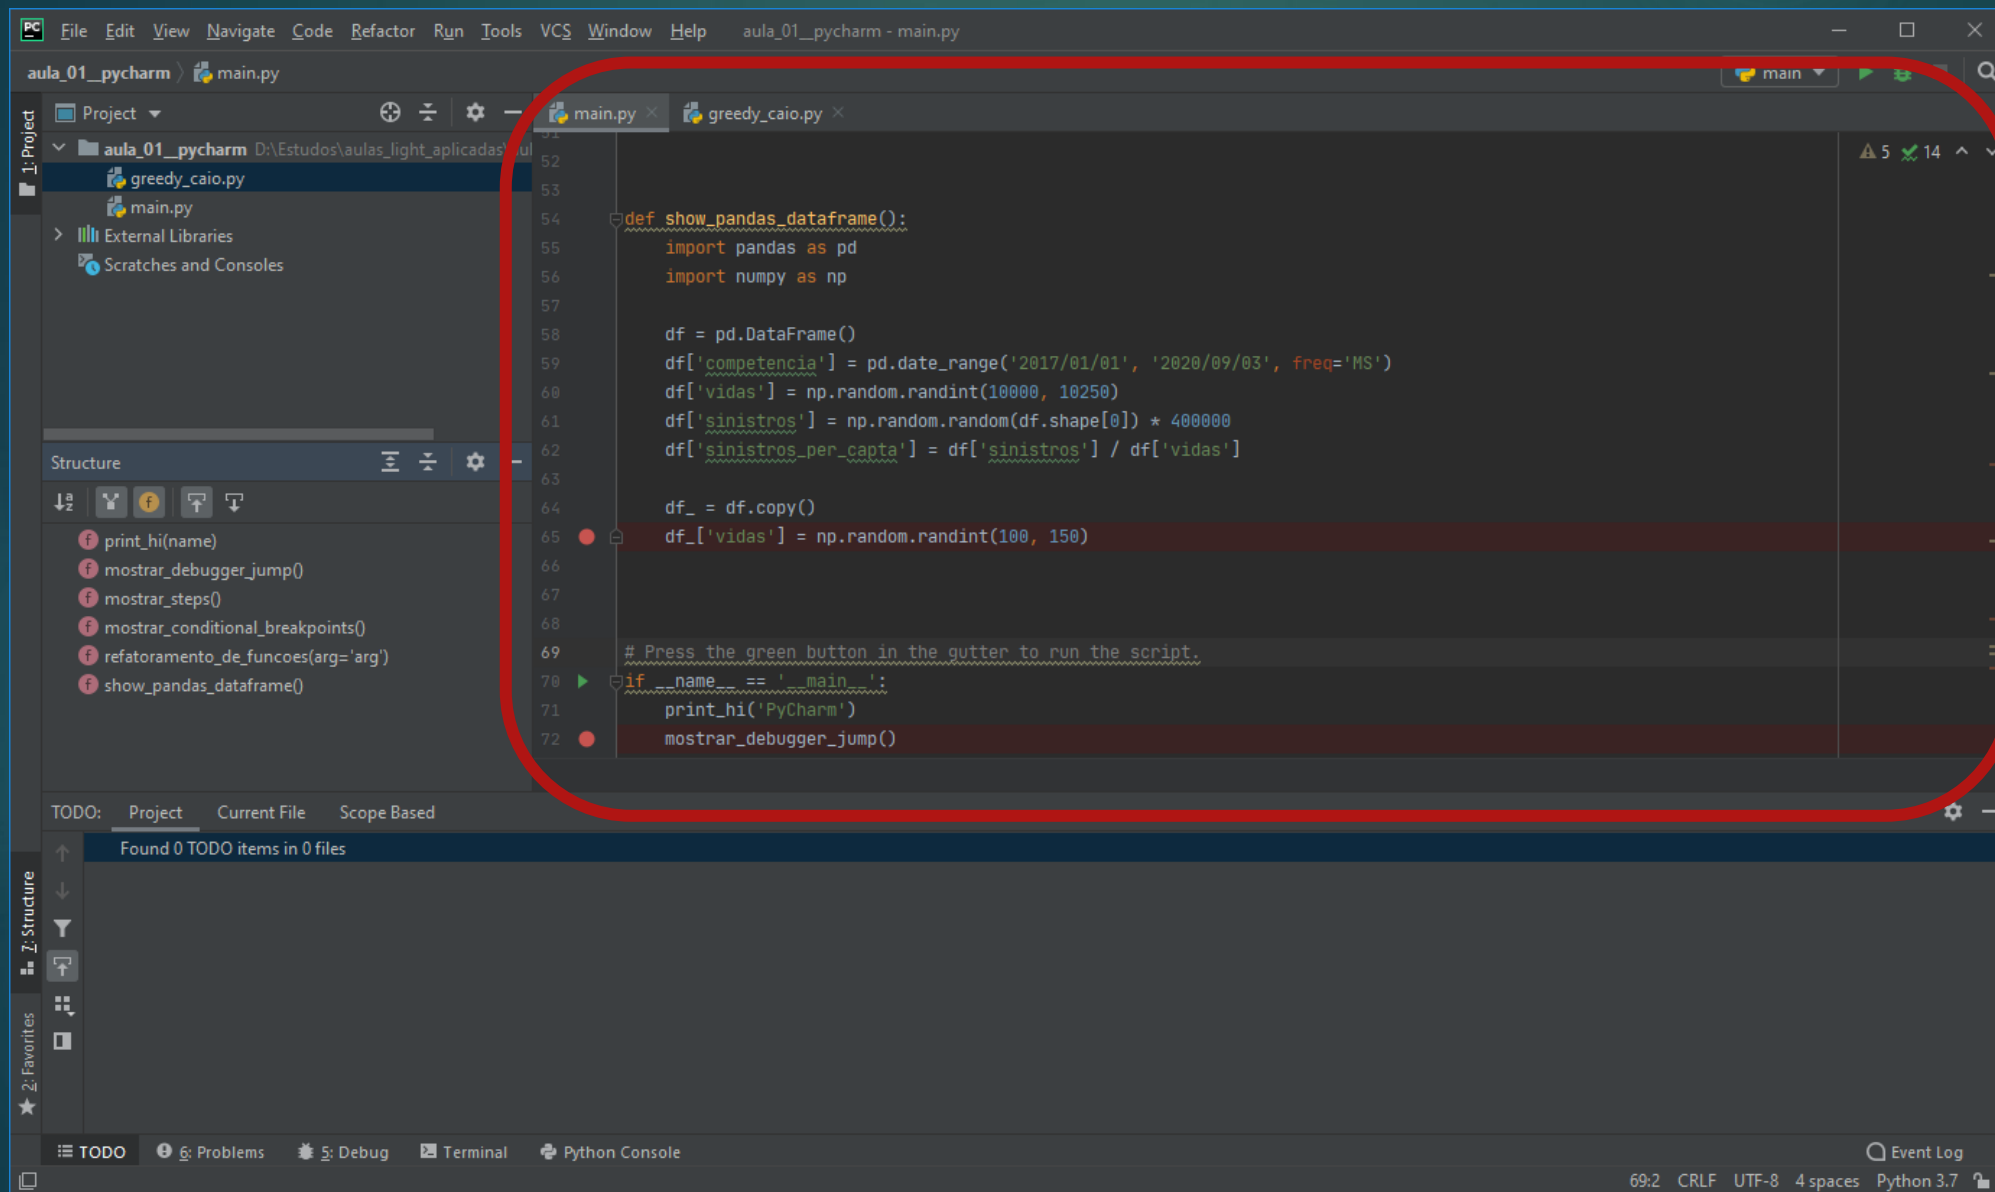 File Edit View Navigate Code Refactor Run Tools VCS Window Help aula_01__pycharm - main.py
aula_01__pycharm main.py
main
1: Project
Project
aula_01__pycharm D:\Estudos\aulas_light_aplicadas\
greedy_caio.py
main.py
External Libraries
Scratches and Consoles
Structure
print_hi(name)
mostrar_debugger_jump()
mostrar_steps()
mostrar_conditional_breakpoints()
refatoramento_de_funcoes(arg='arg')
show_pandas_dataframe()
main.py greedy_caio.py
5 14
51
52
53
54 def show_pandas_dataframe():
55 import pandas as pd
56 import numpy as np
57
58 df = pd.DataFrame()
59 df['competencia'] = pd.date_range('2017/01/01', '2020/09/03', freq='MS')
60 df['vidas'] = np.random.randint(10000, 10250)
61 df['sinistros'] = np.random.random(df.shape[0]) * 400000
62 df['sinistros_per_capta'] = df['sinistros'] / df['vidas']
63
64 df_ = df.copy()
65 df_['vidas'] = np.random.randint(100, 150)
66
67
68
69 # Press the green button in the gutter to run the script.
70 if __name__ == '__main__':
71 print_hi('PyCharm')
72 mostrar_debugger_jump()
TODO: Project Current File Scope Based
Found 0 TODO items in 0 files
7: Structure
2: Favorites
TODO 6: Problems 5: Debug Terminal Python Console Event Log
69:2 CRLF UTF-8 4 spaces Python 3.7